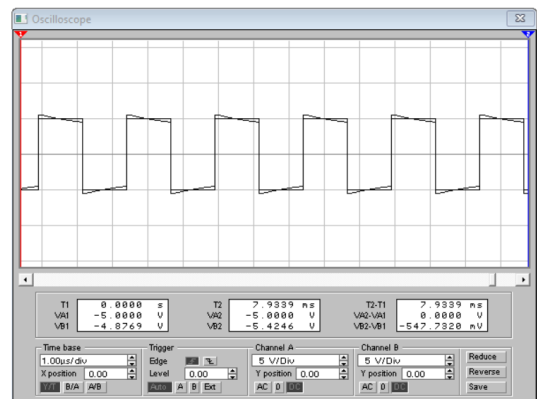 Oscilloscope
1 2
T1 0.0000 s T2 7.9339 ms T2-T1 7.9339 ms
VA1 -5.0000 V VA2 -5.0000 V VA2-VA1 0.0000 V
VB1 -4.8769 V VB2 -5.4246 V VB2-VB1 -547.7320 mV
Time base Trigger Channel A Channel B
1.00µs/div Edge 5 V/Div 5 V/Div Reduce
X position 0.00 Level 0.00 Y position 0.00 Y position 0.00 Reverse
Y/T B/A A/B Auto A B Ext AC 0 DC AC 0 DC Save